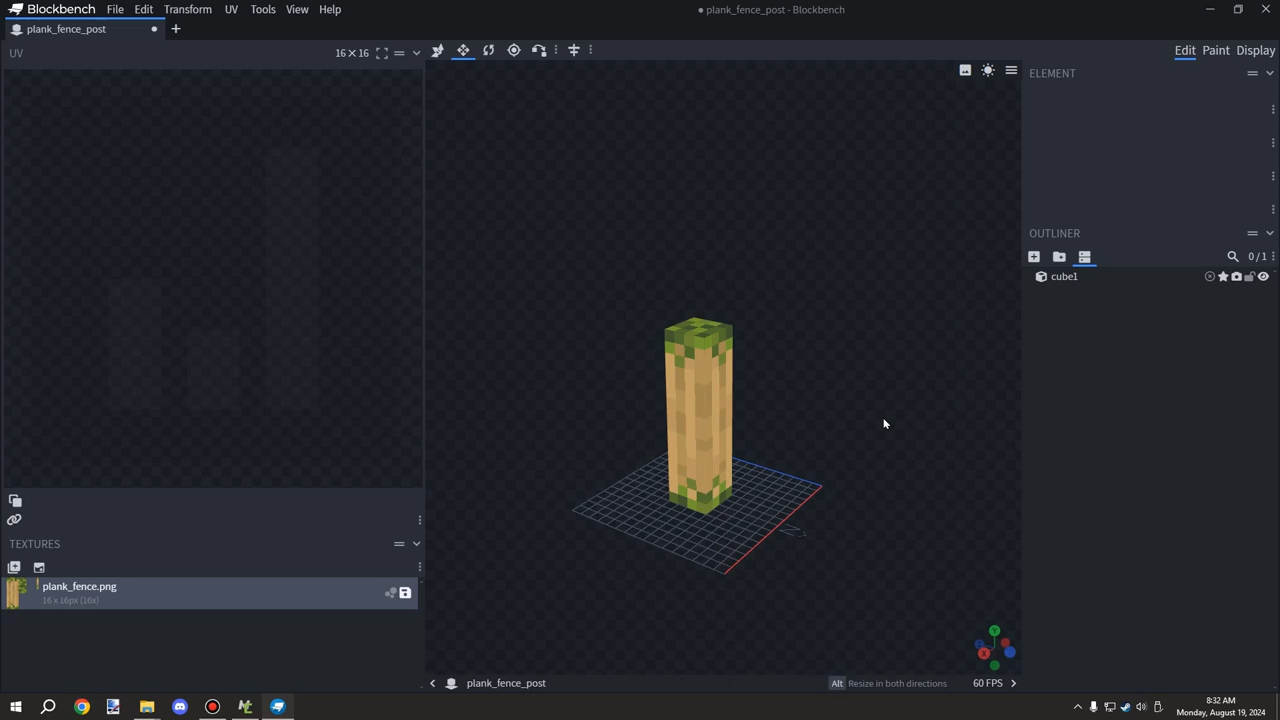 Blockbench File Edit Transform UV Tools Items View Help
plank_fence_post - Blockbench
plank_fence_post
UV
16×16
Edit Paint Display
ELEMENT
OUTLINER
0/1
cube1
TEXTURES
plank_fence.png
16 x 16px (16x)
plank_fence_post
Alt Resize in both directions
60 FPS
Y
X
8:32 AM
Monday, August 19, 2024